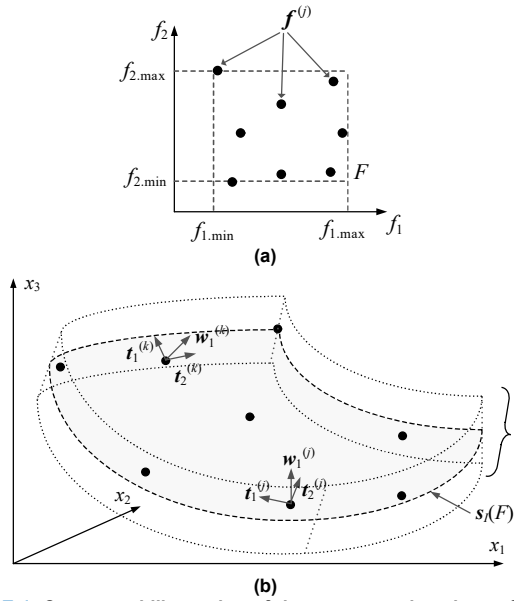 f₂
f⁽ʲ⁾
f₂.max
f₂.min
F
f₁.min
f₁.max
f₁
(a)
x₃
t₁⁽ᵏ⁾
w₁⁽ᵏ⁾
t₂⁽ᵏ⁾
w₁⁽ʲ⁾
t₁⁽ʲ⁾
t₂⁽ʲ⁾
x₂
s_I(F)
x₁
(b)